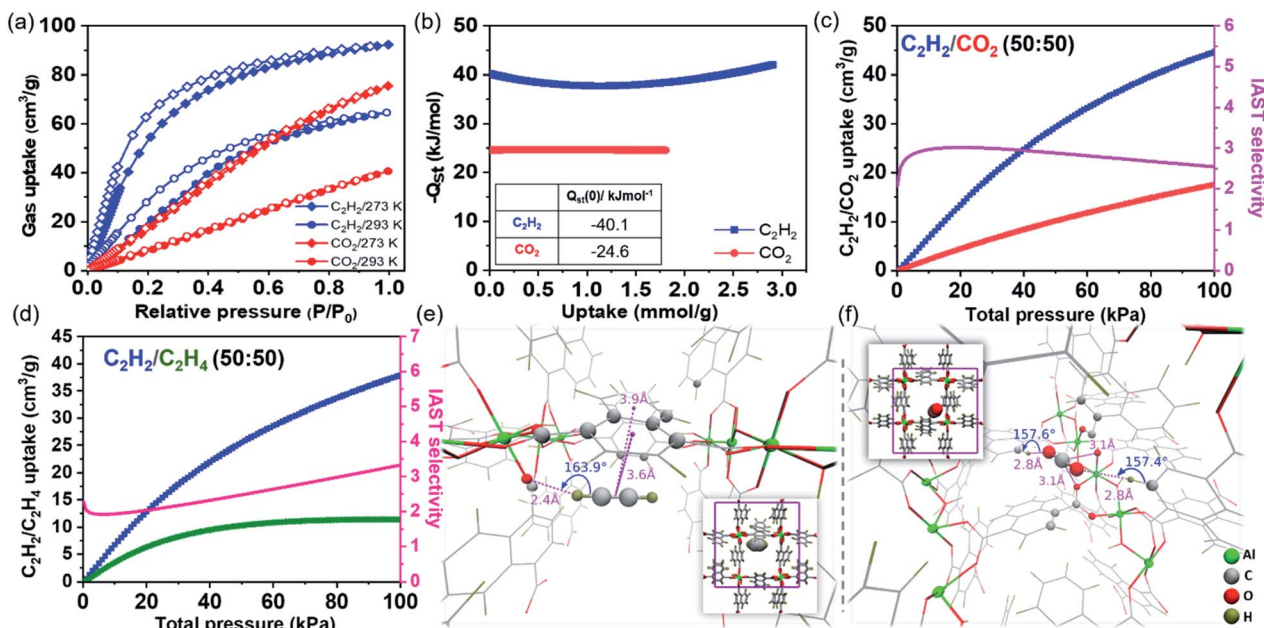 (a)
Gas uptake (cm³/g)
100
80
60
40
20
0
0.0 0.2 0.4 0.6 0.8 1.0
Relative pressure (P/P₀)
C₂H₂/273 K
C₂H₂/293 K
CO₂/273 K
CO₂/293 K
(b)
-Qst (kJ/mol)
50
40
30
20
10
0
0.0 0.5 1.0 1.5 2.0 2.5 3.0
Uptake (mmol/g)
Qst(0)/ kJmol⁻¹
C₂H₂ -40.1
CO₂ -24.6
C₂H₂
CO₂
(c)
C₂H₂/CO₂ (50:50)
C₂H₂/CO₂ uptake (cm³/g)
50
40
30
20
10
0
0 20 40 60 80 100
Total pressure (kPa)
6
5
4
3
2
1
0
IAST selectivity
(d)
C₂H₂/C₂H₄ (50:50)
C₂H₂/C₂H₄ uptake (cm³/g)
45
40
35
30
25
20
15
10
5
0
0 20 40 60 80 100
Total pressure (kPa)
7
6
5
4
3
2
1
0
IAST selectivity
(e)
3.9Å
163.9°
3.6Å
2.4Å
(f)
157.6°
3.1Å
2.8Å
157.4°
3.1Å
2.8Å
Al
C
O
H